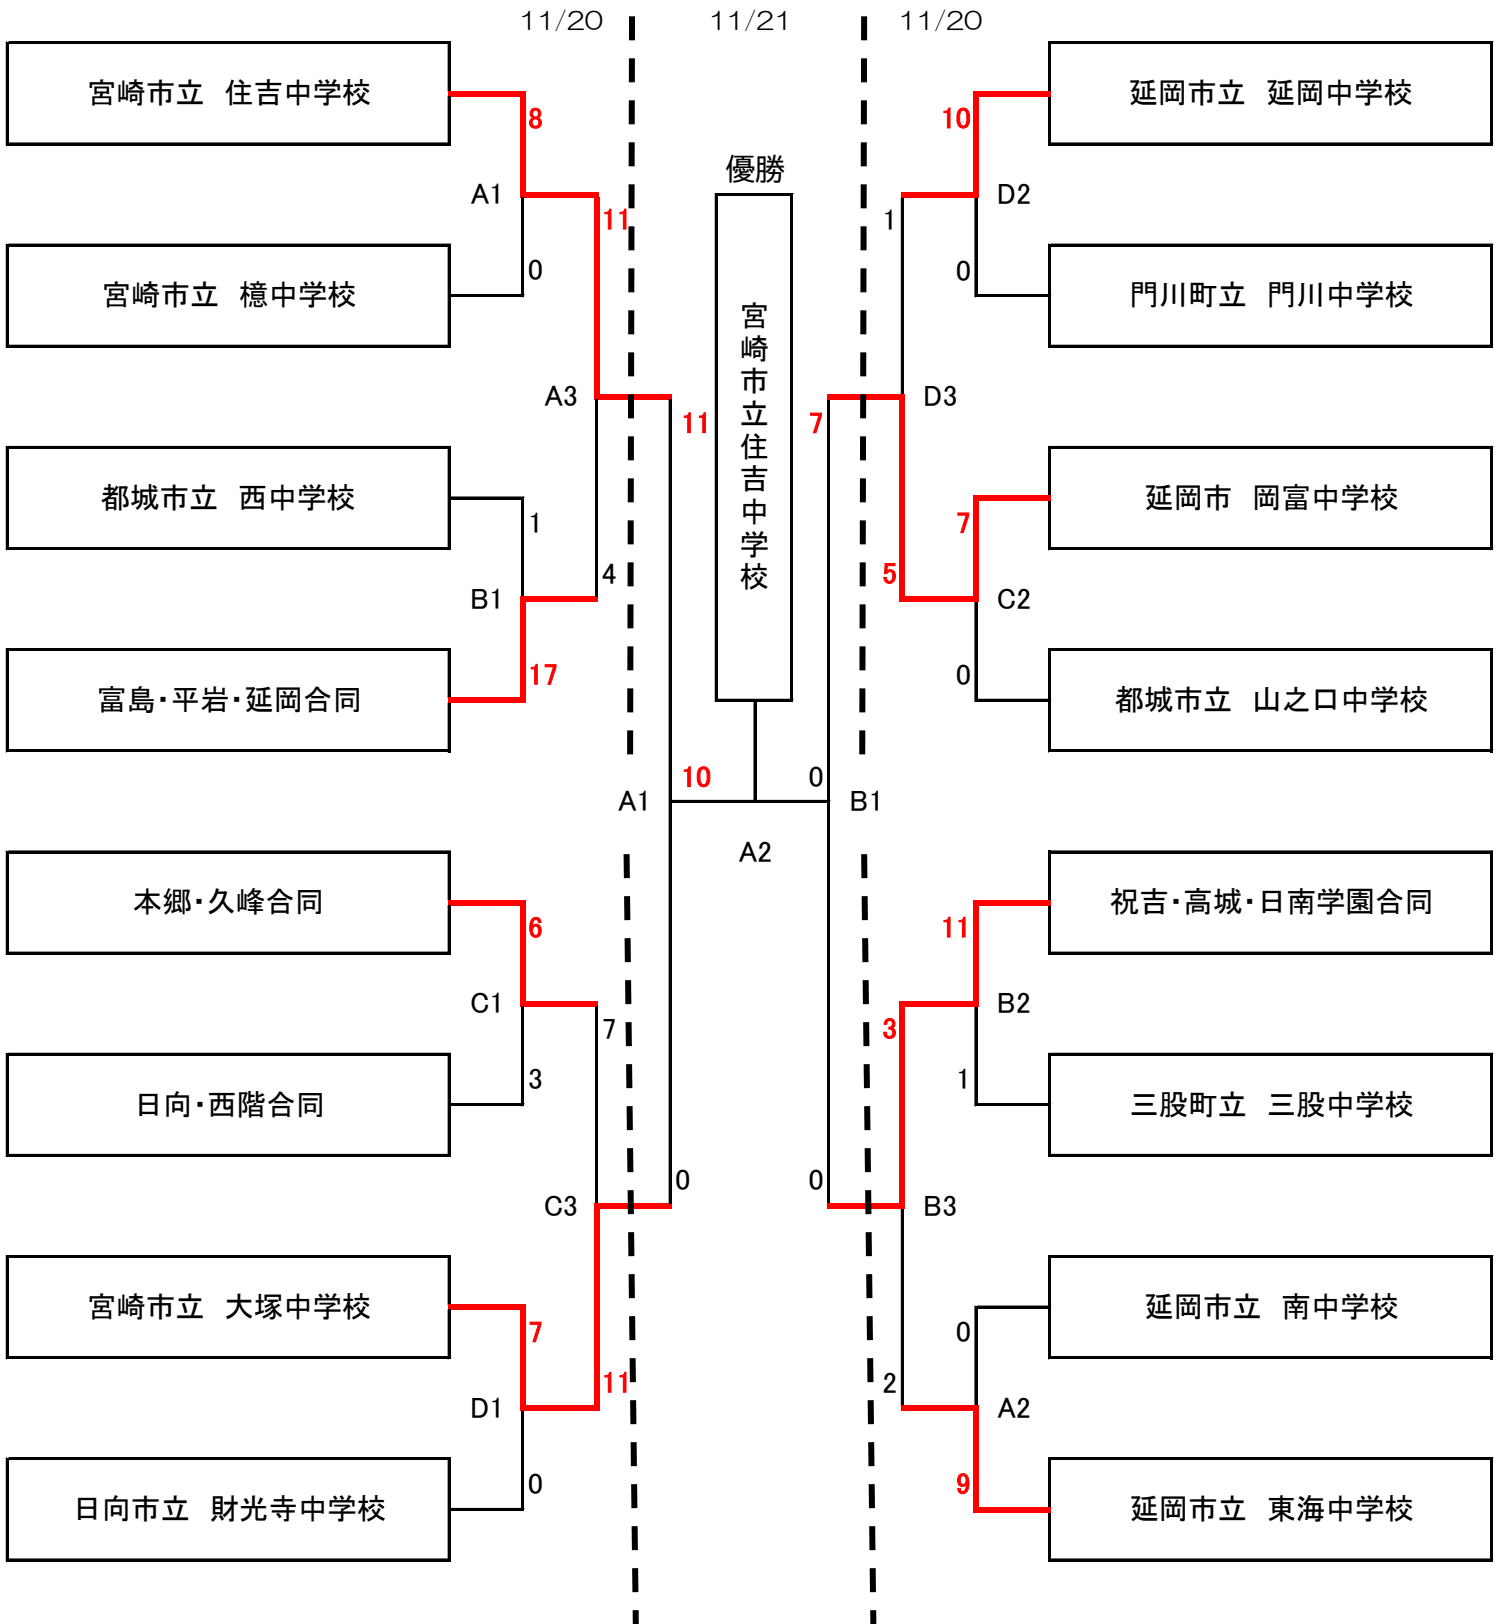 11/20
11/21
11/20
宮崎市立　住吉中学校
延岡市立　延岡中学校
8
10
優勝
A1
D2
11
1
0
0
宮崎市立　檍中学校
門川町立　門川中学校
宮崎市立住吉中学校
A3
D3
11
7
都城市立　西中学校
延岡市　岡富中学校
1
7
4
5
B1
C2
17
0
富島・平岩・延岡合同
都城市立　山之口中学校
10
0
A1
B1
A2
本郷・久峰合同
祝吉・高城・日南学園合同
6
11
C1
B2
7
3
3
1
日向・西階合同
三股町立　三股中学校
0
0
C3
B3
宮崎市立　大塚中学校
延岡市立　南中学校
7
0
11
2
D1
A2
0
9
日向市立　財光寺中学校
延岡市立　東海中学校